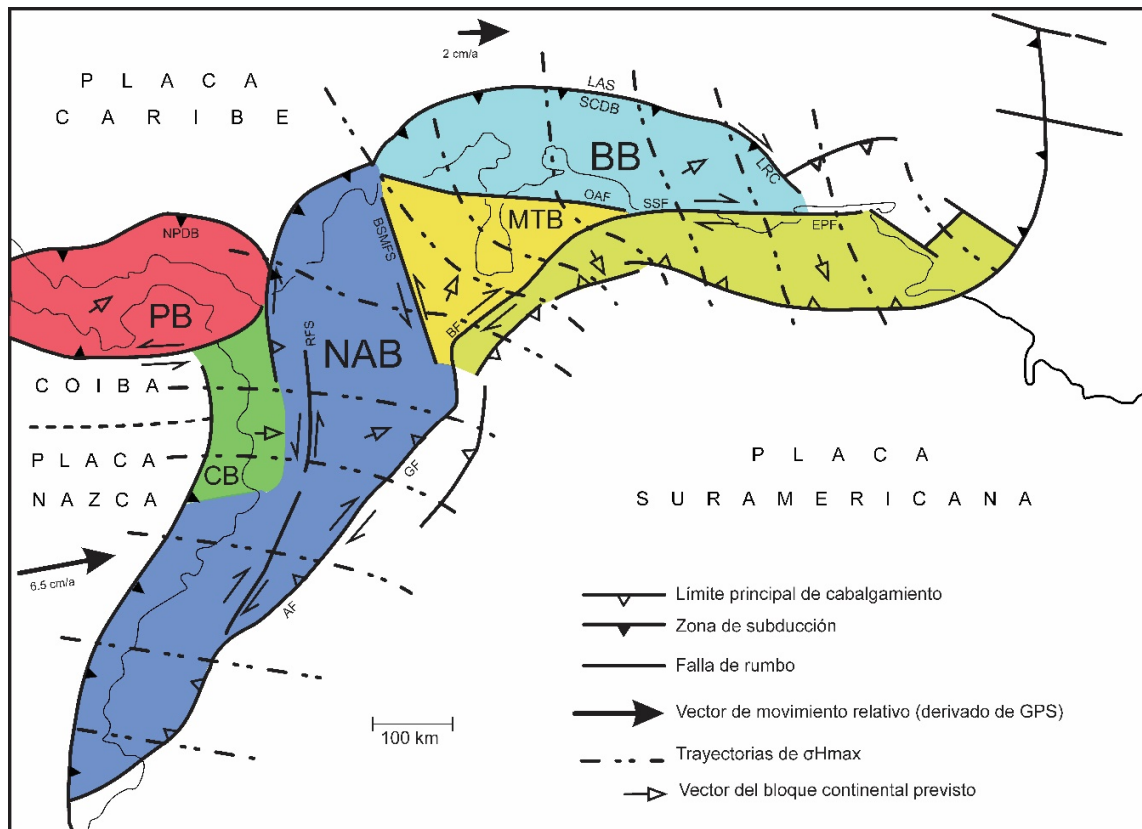 2 cm/a
P L A C A
C A R I B E
LAS
SCDB
BB
LRC
OAF
SSF
EPF
MTB
BSMFS
NPDB
PB
BF
RFS
NAB
C O I B A
P L A C A
N A Z C A
CB
GF
P L A C A
S U R A M E R I C A N A
6.5 cm/a
AF
100 km
Límite principal de cabalgamiento
Zona de subducción
Falla de rumbo
Vector de movimiento relativo (derivado de GPS)
Trayectorias de σHmax
Vector del bloque continental previsto